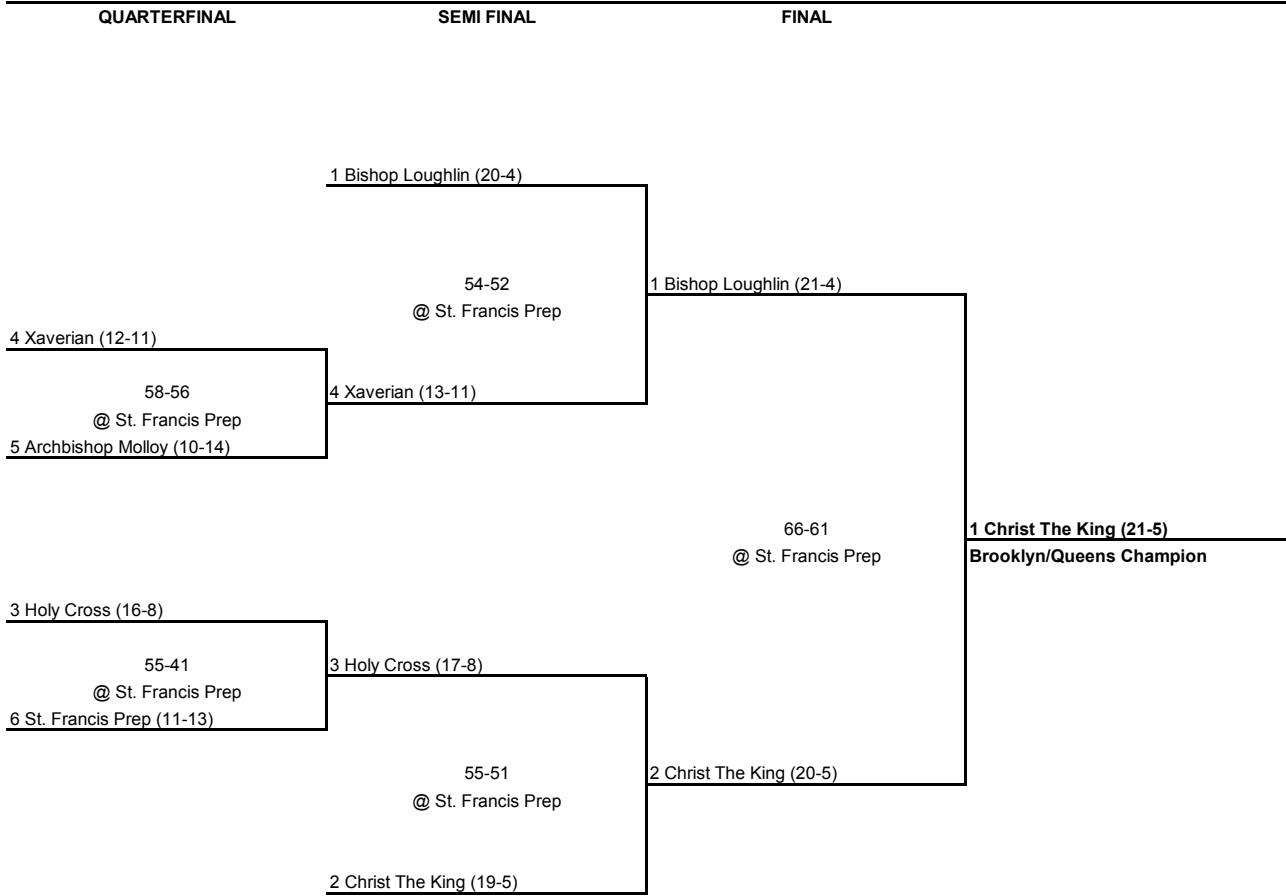 QUARTERFINAL SEMI FINAL FINAL
1 Bishop Loughlin (20-4)
54-52
@ St. Francis Prep
1 Bishop Loughlin (21-4)
4 Xaverian (12-11)
58-56
@ St. Francis Prep
4 Xaverian (13-11)
5 Archbishop Molloy (10-14)
66-61
@ St. Francis Prep
1 Christ The King (21-5)
Brooklyn/Queens Champion
3 Holy Cross (16-8)
55-41
@ St. Francis Prep
3 Holy Cross (17-8)
6 St. Francis Prep (11-13)
55-51
@ St. Francis Prep
2 Christ The King (20-5)
2 Christ The King (19-5)